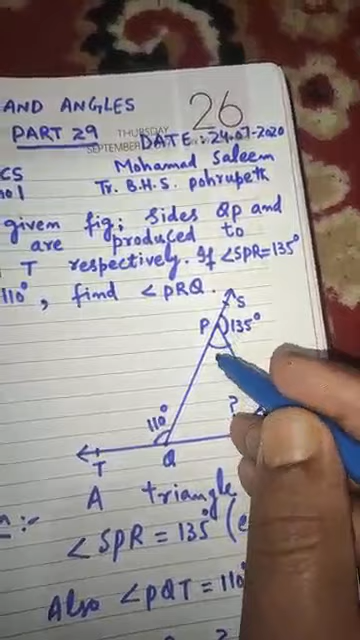 AND ANGLES
26
PART 29
THURSDAY
SEPTEMBER
DATE : 24.07-2020
Mohamad Saleem
Tr. B.H.S. pohrupeth
given fig; Sides QP and
are produced to
T respectively. If ∠SPR=135°
110°, find ∠PRQ.
S
P 135°
110° ?
T Q
A triangle
∠SPR = 135° (e
Also ∠PQT = 110°